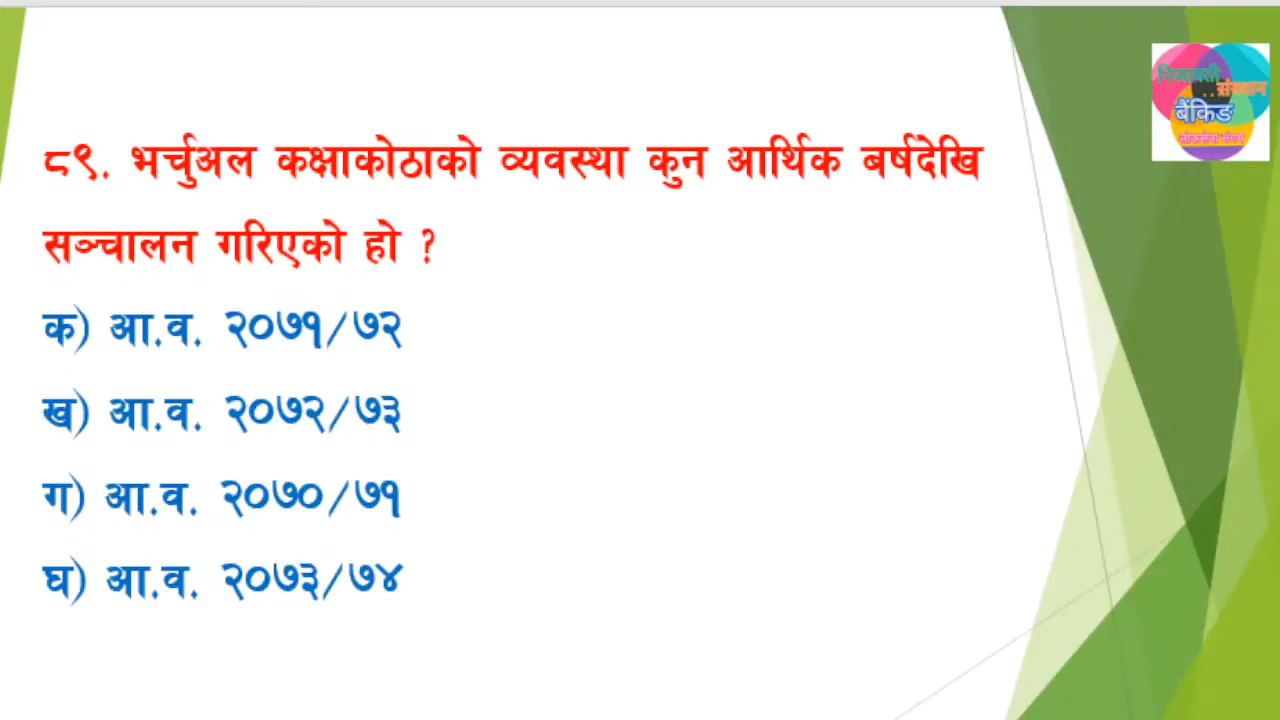 ८९. भर्चुअल कक्षाकोठाको व्यवस्था कुन आर्थिक बर्षदेखि
सञ्चालन गरिएको हो ?
क) आ.व. २०७१/७२
ख) आ.व. २०७२/७३
ग) आ.व. २०७०/७१
घ) आ.व. २०७३/७४
निजामती
..संस्थान
बैंकिङ